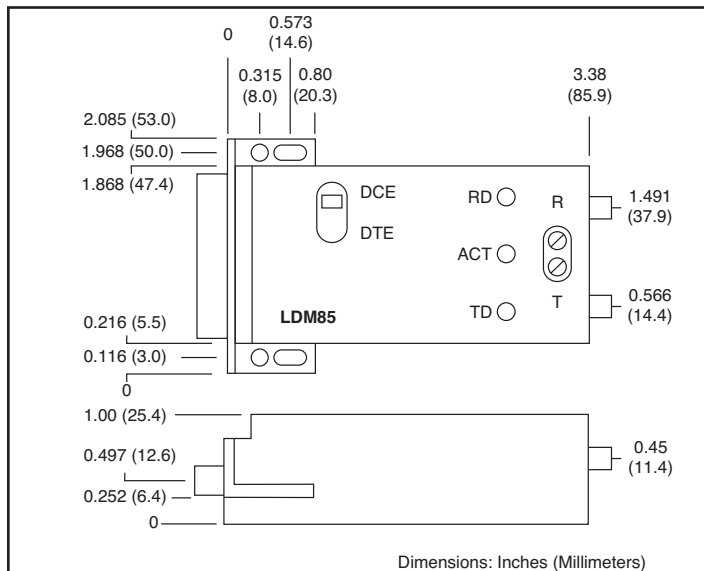 0
0.573
(14.6)
0.315
(8.0)
0.80
(20.3)
3.38
(85.9)
2.085 (53.0)
1.968 (50.0)
1.868 (47.4)
DCE
DTE
RD
R
1.491
(37.9)
ACT
0.216 (5.5)
LDM85
TD
T
0.566
(14.4)
0.116 (3.0)
0
1.00 (25.4)
0.497 (12.6)
0.45
(11.4)
0.252 (6.4)
0
Dimensions: Inches (Millimeters)